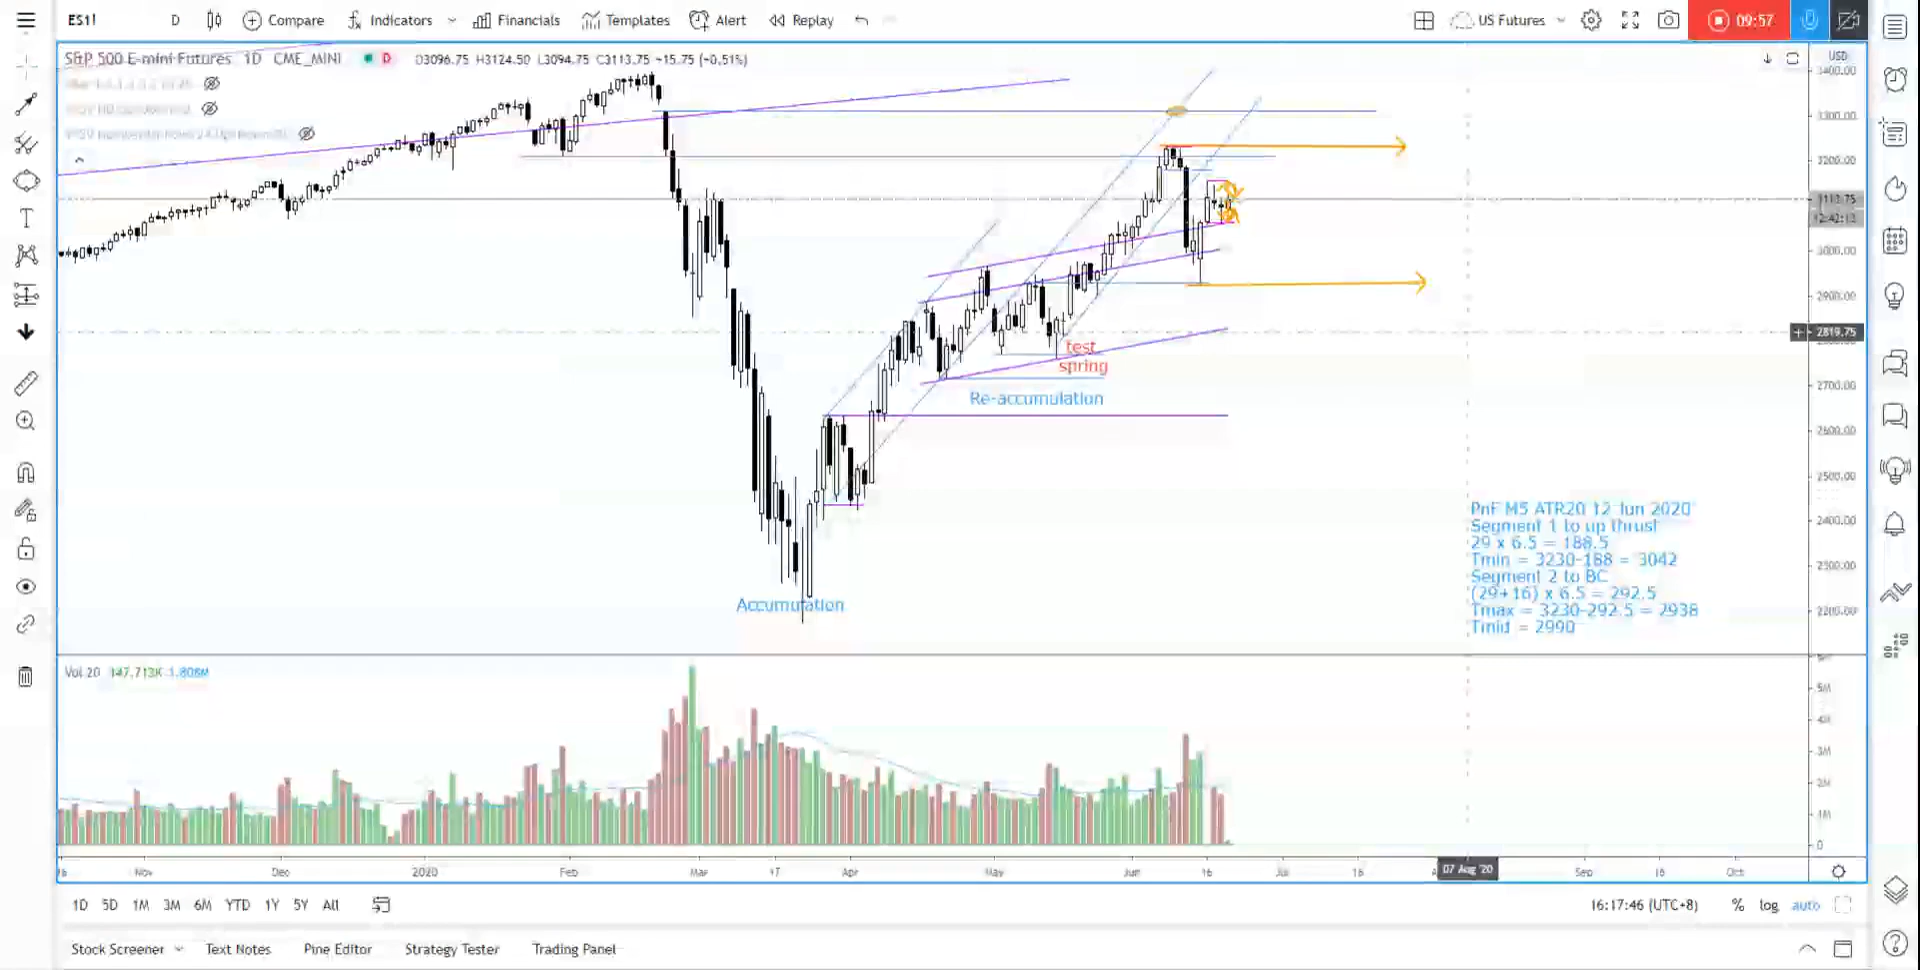 ES1!
D
Compare
Indicators
Financials
Templates
Alert
Replay
US Futures
09:57
S&P 500 E-mini Futures 1D CME_MINI
D
O3096.75 H3124.50 L3094.75 C3113.75 +15.75 (+0.51%)
USD
3400.00
3300.00
3200.00
3113.75
12:42:13
3000.00
2900.00
2819.75
2700.00
2600.00
2500.00
2400.00
2300.00
2200.00
test
spring
Re-accumulation
Accumulation
PnF M5 ATR20 12 Jun 2020
Segment 1 to up thrust
29 x 6.5 = 188.5
Tmin = 3230-188 = 3042
Segment 2 to BC
(29+16) x 6.5 = 292.5
Tmax = 3230-292.5 = 2938
Tmid = 2990
Vol 20 147.713K 1.808M
5M
4M
3M
2M
1M
0
Nov
Dec
2020
Feb
Mar
17
Apr
May
Jun
16
Jul
16
07 Aug '20
Sep
16
Oct
1D 5D 1M 3M 6M YTD 1Y 5Y All
16:17:46 (UTC+8)
%
log
auto
Stock Screener
Text Notes
Pine Editor
Strategy Tester
Trading Panel